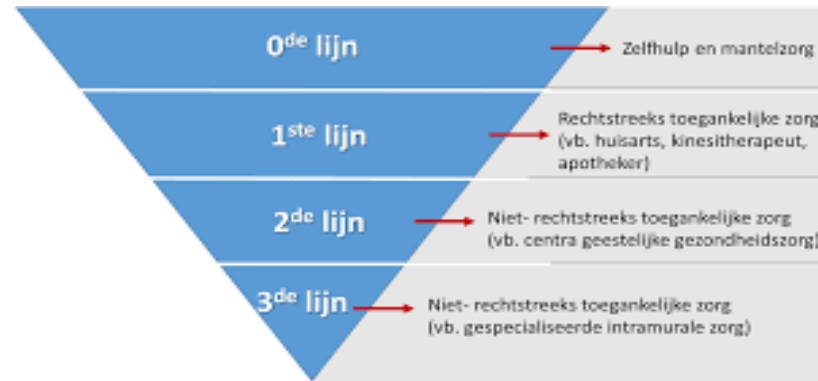 0de lijn
Zelfhulp en mantelzorg
1ste lijn
Rechtstreeks toegankelijke zorg
(vb. huisarts, kinesitherapeut,
apotheker)
2de lijn
Niet- rechtstreeks toegankelijke zorg
(vb. centra geestelijke gezondheidszorg)
3de lijn
Niet- rechtstreeks toegankelijke zorg
(vb. gespecialiseerde intramurale zorg)